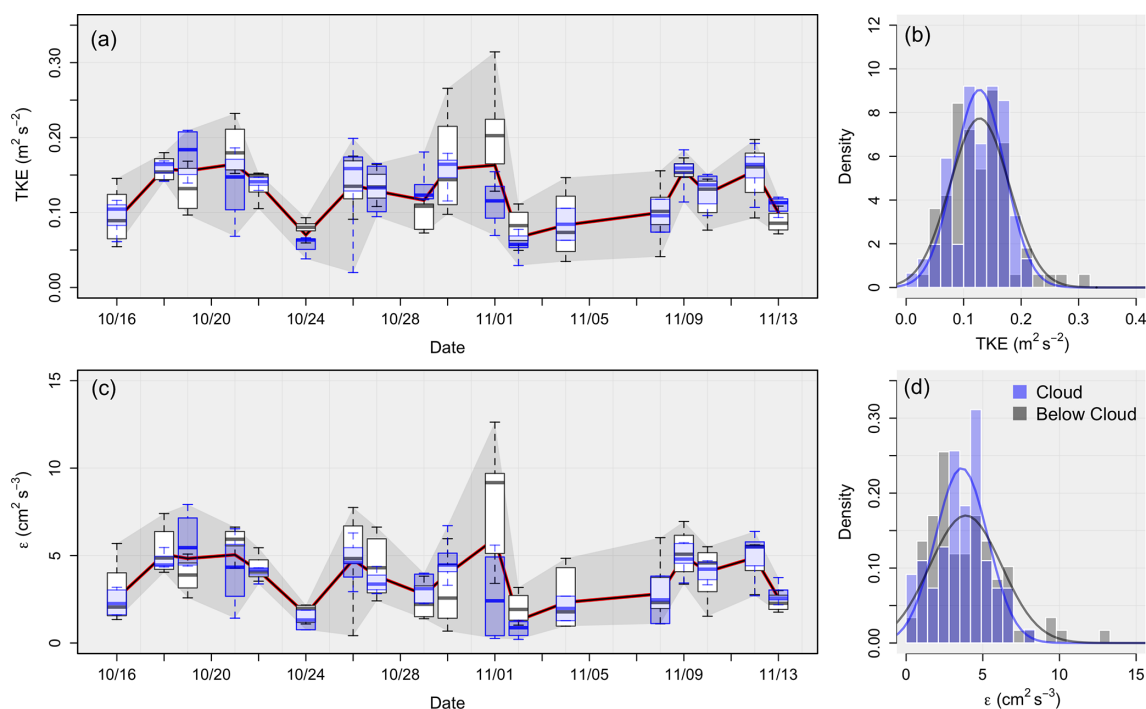 (a)
TKE (m² s⁻²)
0.30
0.20
0.10
0.00
10/16 10/20 10/24 10/28 11/01 11/05 11/09 11/13
Date
(b)
Density
12
10
8
6
4
2
0
0.0 0.1 0.2 0.3 0.4
TKE (m² s⁻²)
(c)
ε (cm² s⁻³)
15
10
5
0
10/16 10/20 10/24 10/28 11/01 11/05 11/09 11/13
Date
(d)
Cloud
Below Cloud
Density
0.30
0.20
0.10
0.00
0 5 10 15
ε (cm² s⁻³)